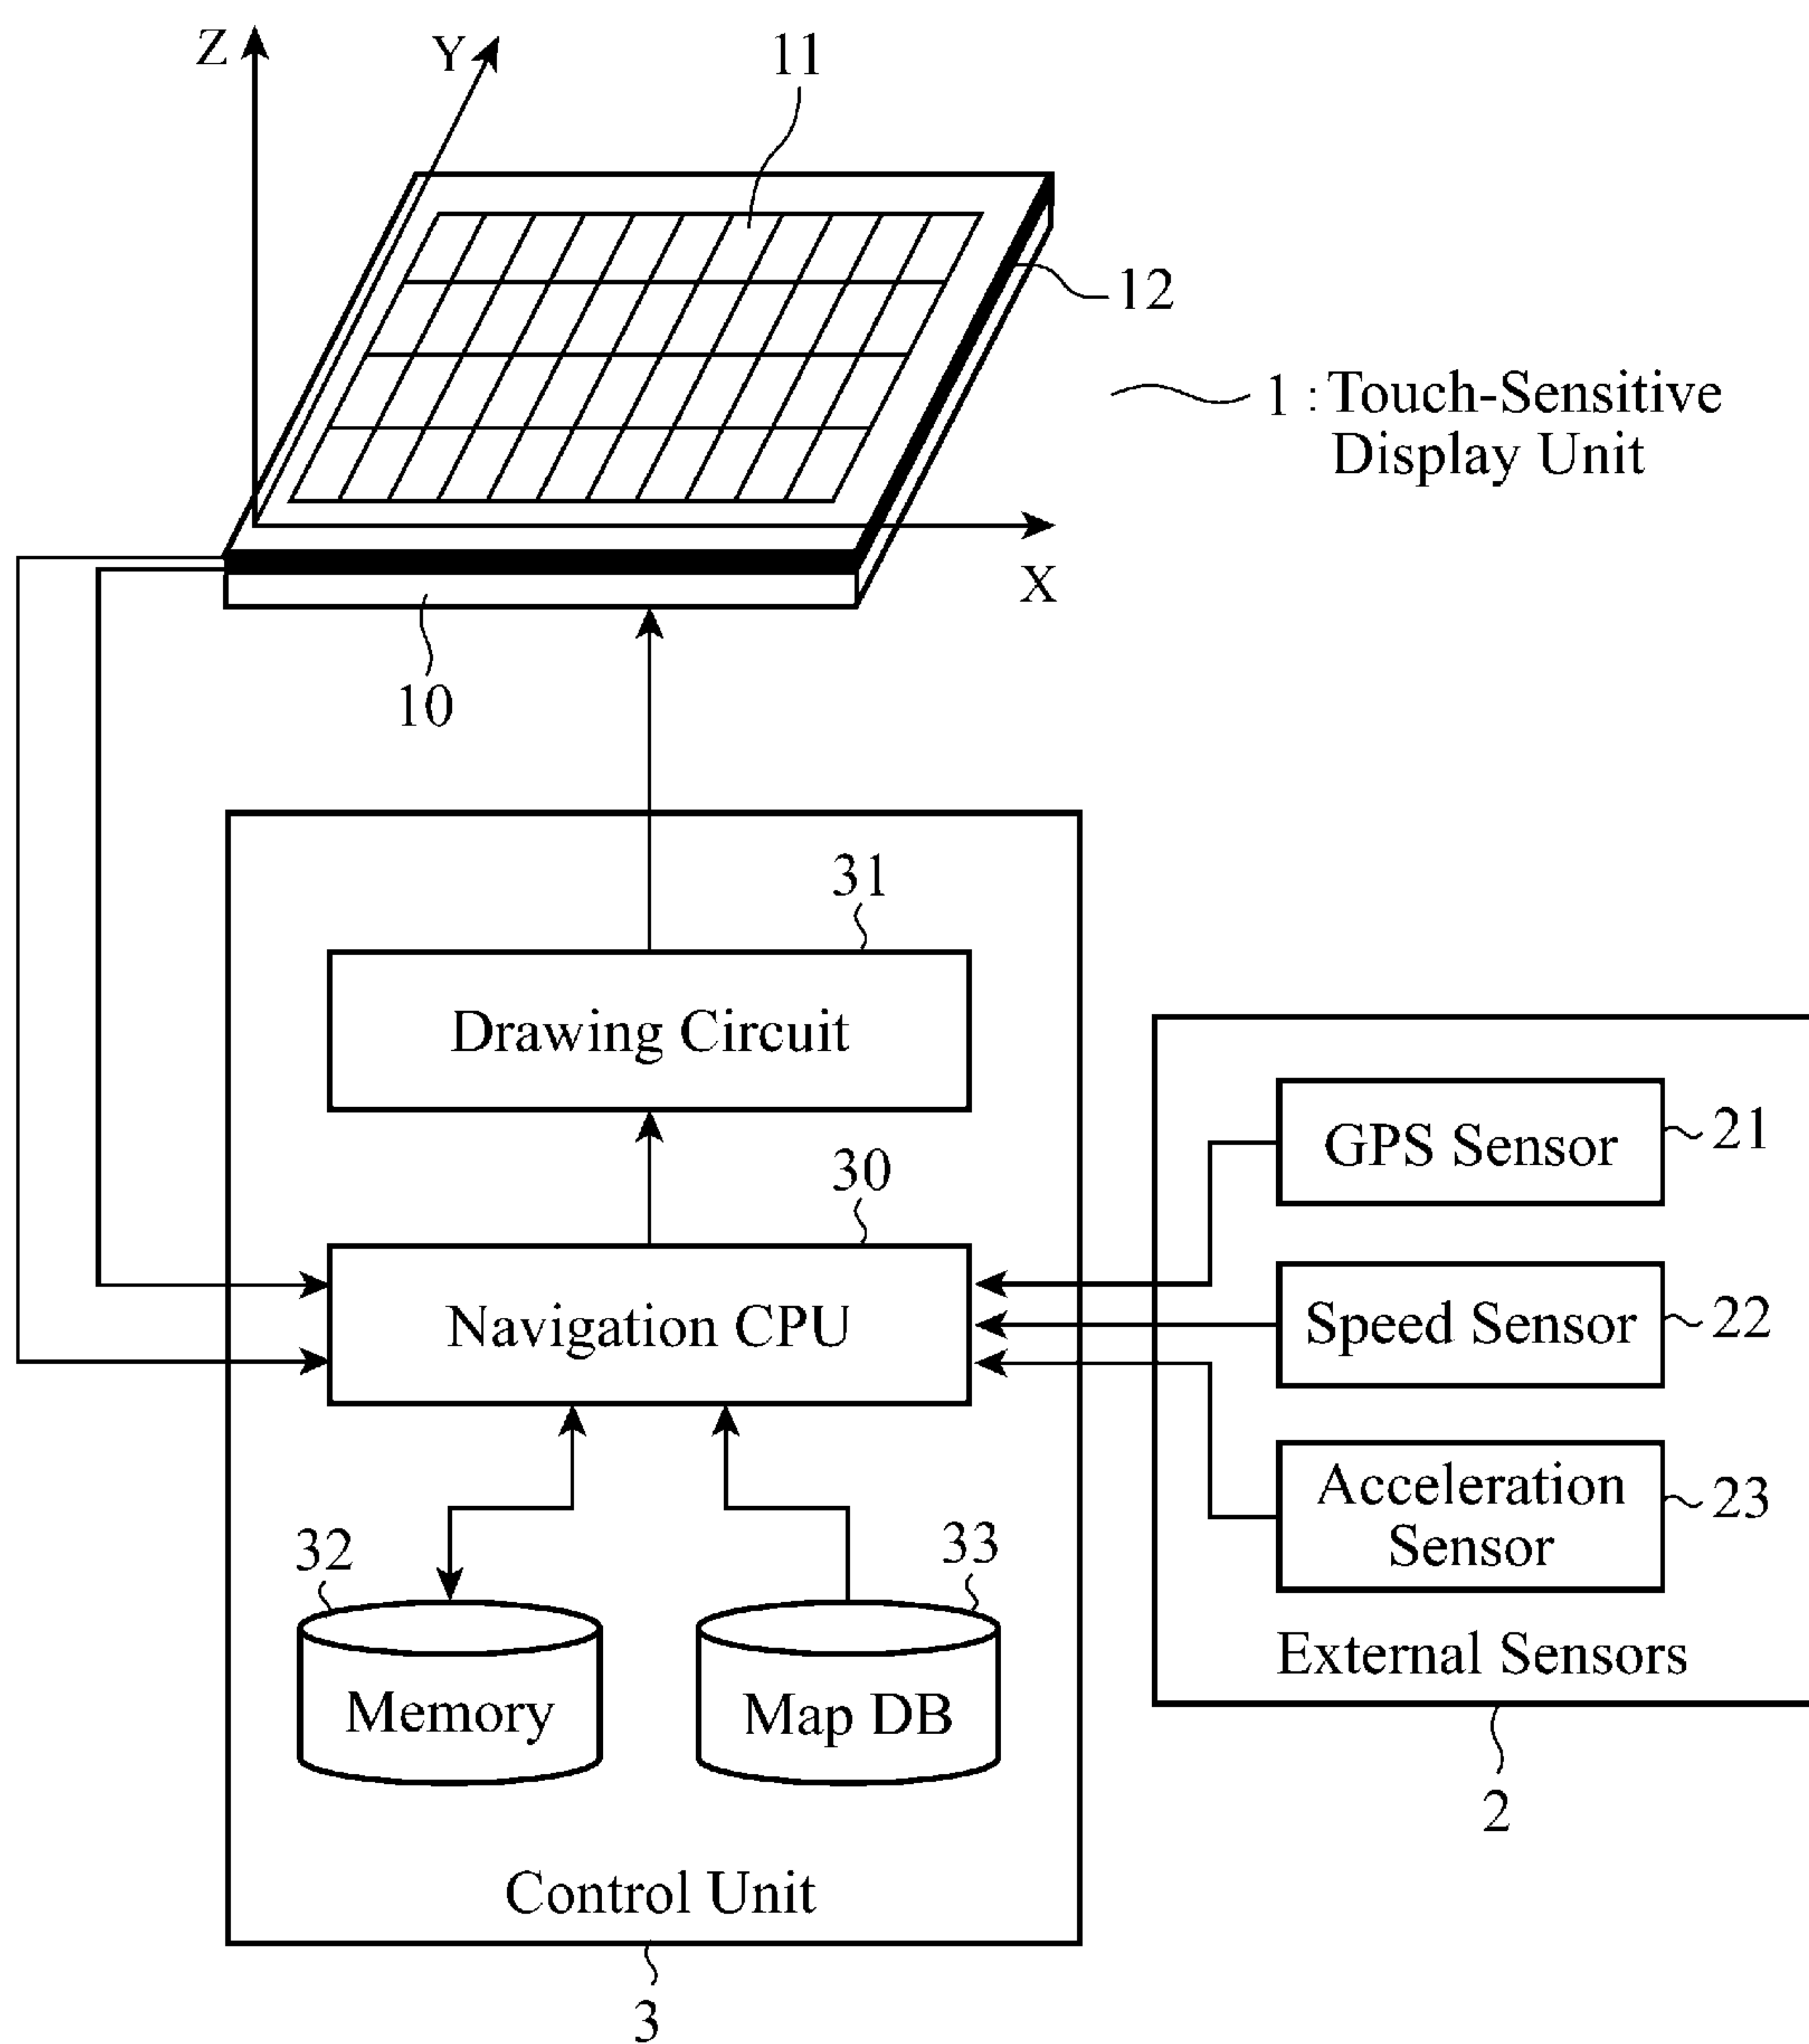 Z
Y
11
12
1 : Touch-Sensitive
Display Unit
X
10
31
Drawing Circuit
30
Navigation CPU
GPS Sensor
21
Speed Sensor
22
Acceleration
Sensor
23
32
Memory
33
Map DB
External Sensors
2
Control Unit
3